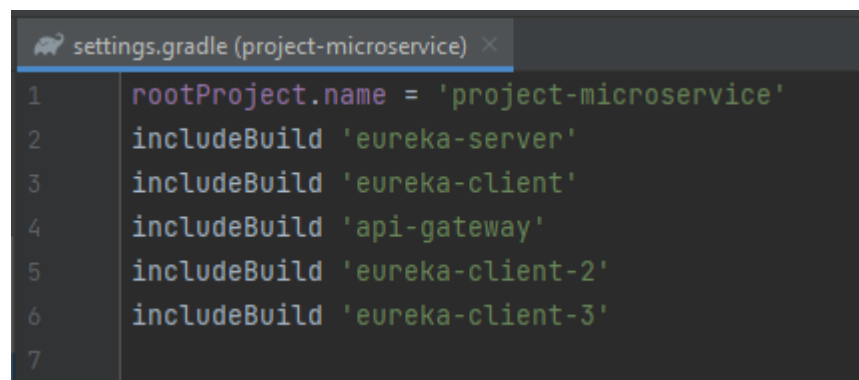 settings.gradle (project-microservice) ×
1 rootProject.name = 'project-microservice'
2 includeBuild 'eureka-server'
3 includeBuild 'eureka-client'
4 includeBuild 'api-gateway'
5 includeBuild 'eureka-client-2'
6 includeBuild 'eureka-client-3'
7